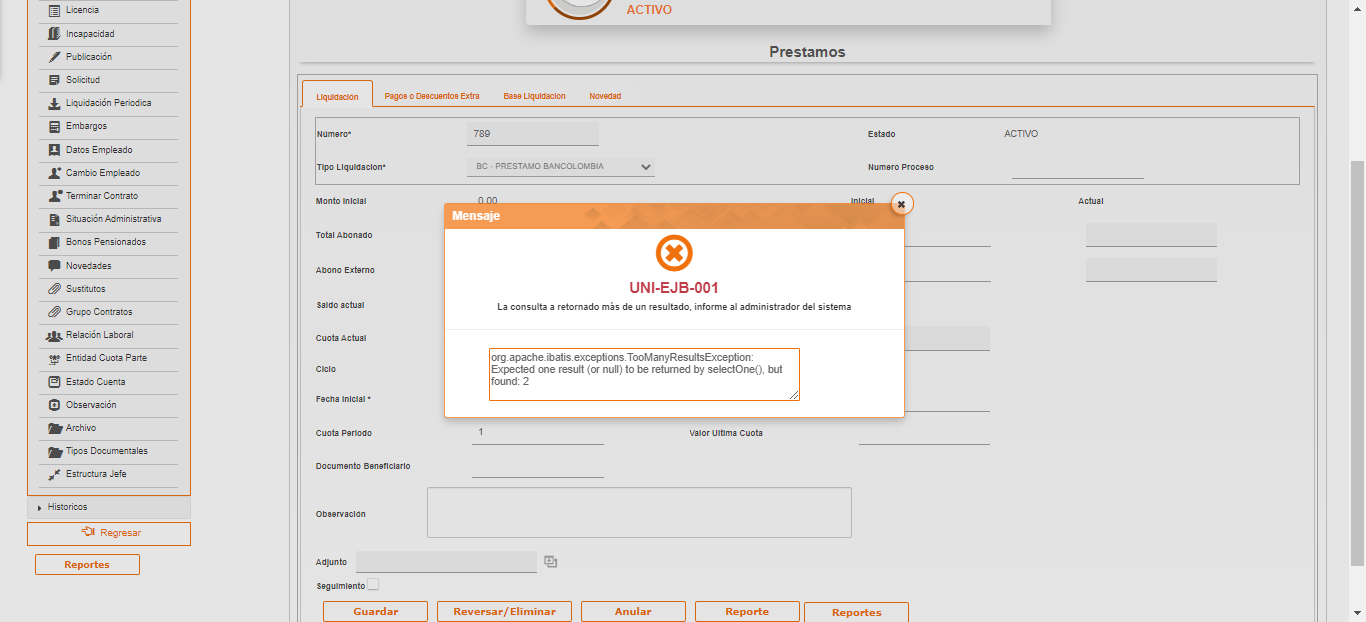 Licencia
Incapacidad
Publicación
Solicitud
Liquidación Periodica
Embargos
Datos Empleado
Cambio Empleado
Terminar Contrato
Situación Administrativa
Bonos Pensionados
Novedades
Sustitutos
Grupo Contratos
Relación Laboral
Entidad Cuota Parte
Estado Cuenta
Observación
Archivo
Tipos Documentales
Estructura Jefe
Historicos
Regresar
Reportes
ACTIVO
Prestamos
Liquidación Pagos o Descuentos Extra Base Liquidacion Novedad
Número* 789 Estado ACTIVO
Tipo Liquidacion* BC - PRESTAMO BANCOLOMBIA Numero Proceso
Monto Inicial 0.00 Inicial Actual
Total Abonado
Abono Externo
Saldo actual
Cuota Actual
Ciclo
Fecha Inicial *
Cuota Periodo 1 Valor Ultima Cuota
Documento Beneficiario
Observación
Adjunto
Seguimiento
Guardar Reversar/Eliminar Anular Reporte Reportes
Mensaje
UNI-EJB-001
La consulta a retornado más de un resultado, informe al administrador del sistema
org.apache.ibatis.exceptions.TooManyResultsException:
Expected one result (or null) to be returned by selectOne(), but
found: 2